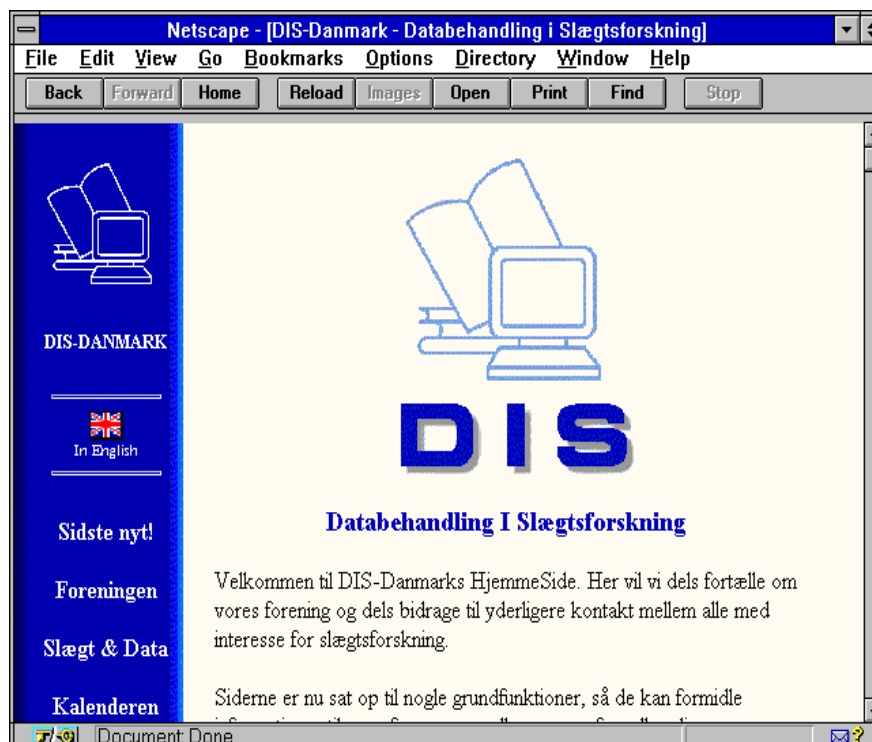 Netscape - [DIS-Danmark - Databehandling i Slægtsforskning]
File Edit View Go Bookmarks Options Directory Window Help
Back Forward Home Reload Images Open Print Find Stop
DIS-DANMARK
In English
Sidste nyt!
Foreningen
Slægt & Data
Kalenderen
DIS
Databehandling I Slægtsforskning
Velkommen til DIS-Danmarks HjemmeSide. Her vil vi dels fortælle om
vores forening og dels bidrage til yderligere kontakt mellem alle med
interesse for slægtsforskning.
Siderne er nu sat op til nogle grundfunktioner, så de kan formidle
Document: Done